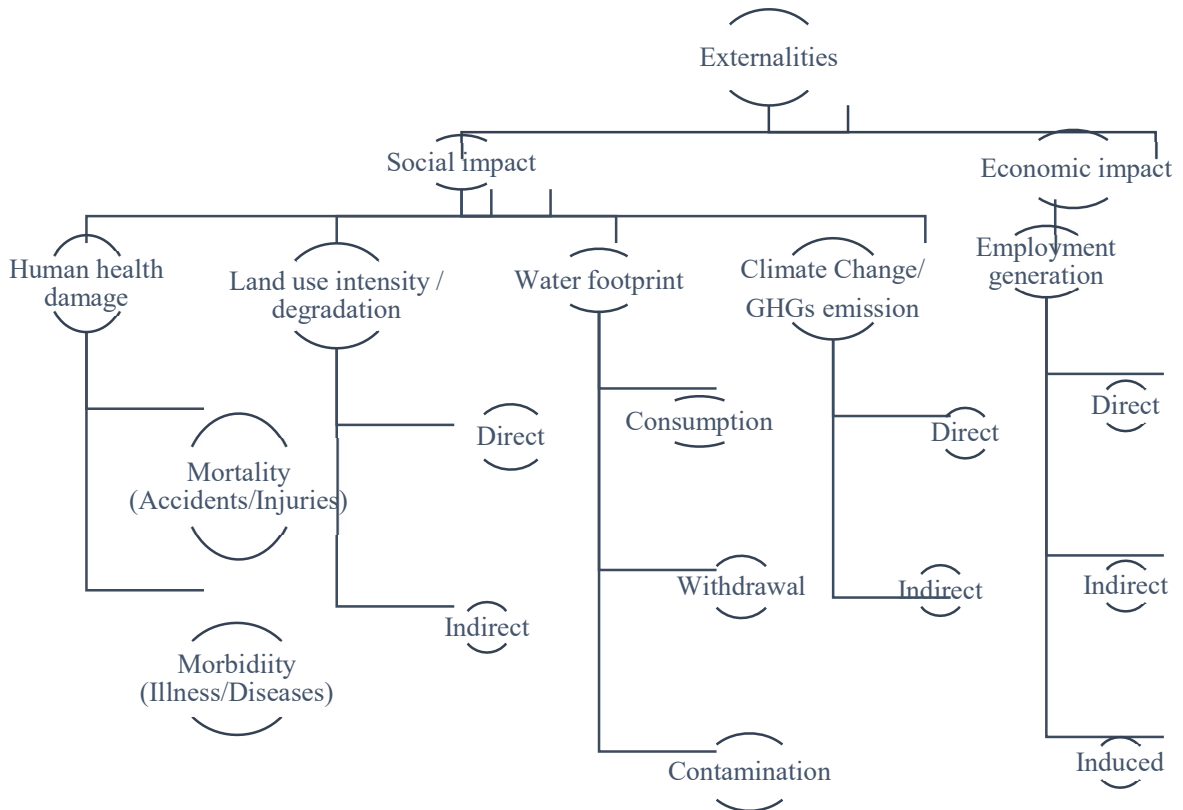 Externalities
Social impact
Economic impact
Human health
damage
Land use intensity /
degradation
Water footprint
Climate Change/
GHGs emission
Employment
generation
Mortality
(Accidents/Injuries)
Morbidiity
(Illness/Diseases)
Direct
Indirect
Consumption
Withdrawal
Contamination
Direct
Indirect
Direct
Indirect
Induced